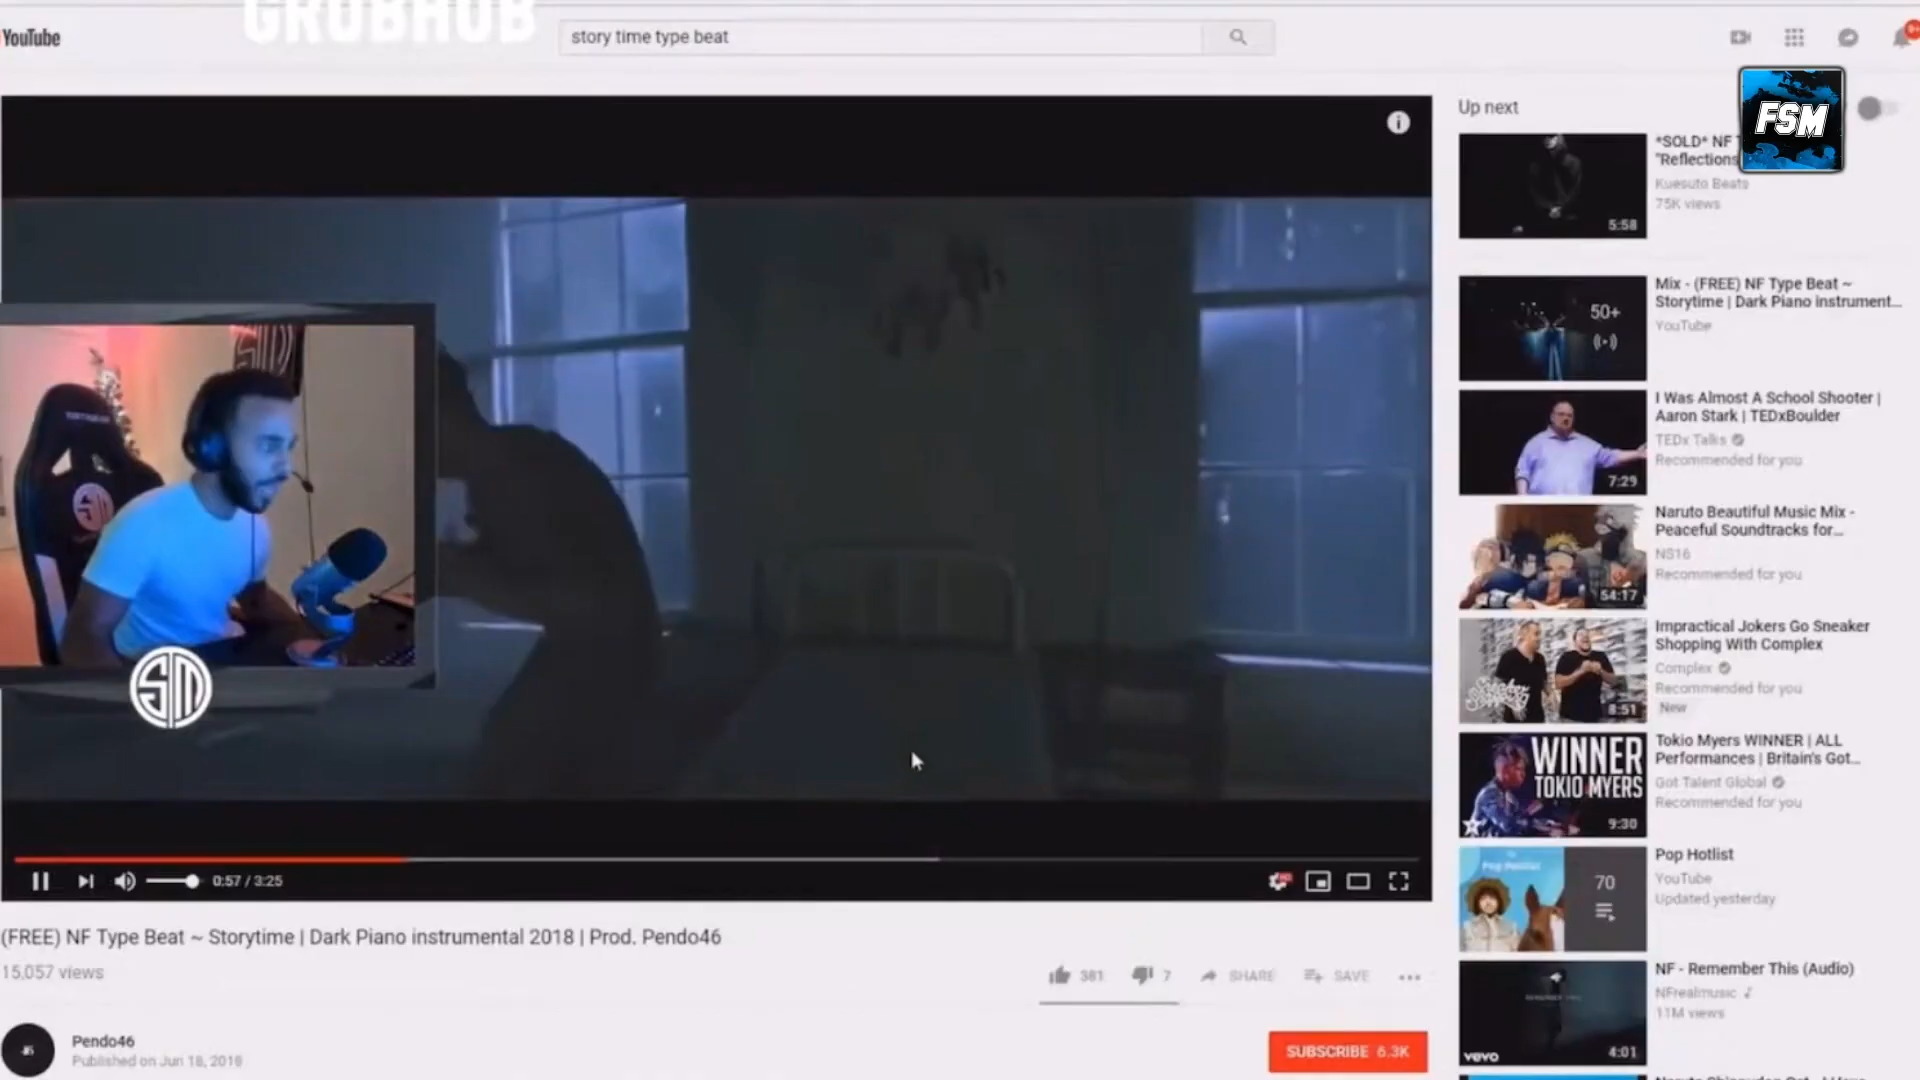 GRUBHUB
YouTube
story time type beat
9+
FSM
Up next
*SOLD* NF
"Reflections
Kuesuto Beats
75K views
5:58
Mix - (FREE) NF Type Beat ~
Storytime | Dark Piano instrument...
YouTube
50+
I Was Almost A School Shooter |
Aaron Stark | TEDxBoulder
TEDx Talks
Recommended for you
7:29
Naruto Beautiful Music Mix -
Peaceful Soundtracks for...
NS16
Recommended for you
54:17
Impractical Jokers Go Sneaker
Shopping With Complex
Complex
Recommended for you
New
8:51
WINNER
TOKIO MYERS
Tokio Myers WINNER | ALL
Performances | Britain's Got...
Got Talent Global
Recommended for you
9:30
Pop Hotlist
YouTube
Updated yesterday
70
NF - Remember This (Audio)
NFrealmusic
11M views
vevo
4:01
0:57 / 3:25
(FREE) NF Type Beat ~ Storytime | Dark Piano instrumental 2018 | Prod. Pendo46
15,057 views
381
7
SHARE
SAVE
Pendo46
Published on Jun 18, 2018
SUBSCRIBE 6.3K